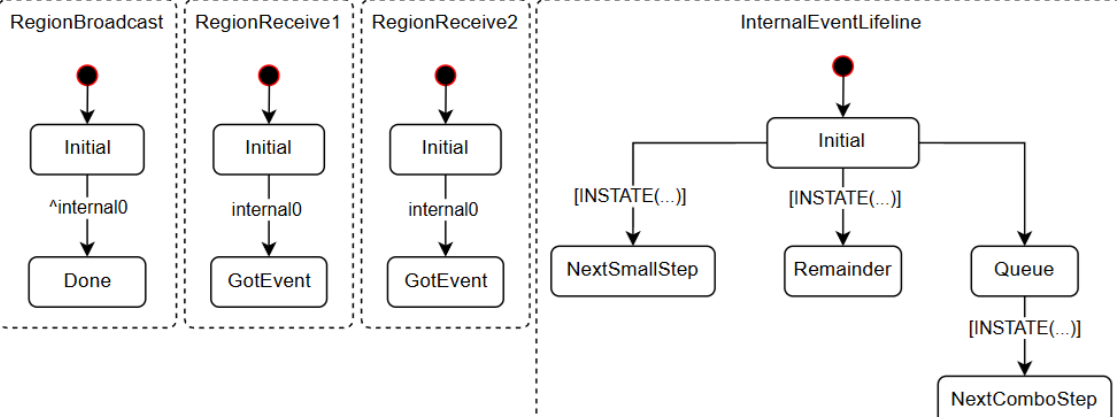 RegionBroadcast
Initial
^internal0
Done
RegionReceive1
Initial
internal0
GotEvent
RegionReceive2
Initial
internal0
GotEvent
InternalEventLifeline
Initial
[INSTATE(...)]
[INSTATE(...)]
NextSmallStep
Remainder
Queue
[INSTATE(...)]
NextComboStep